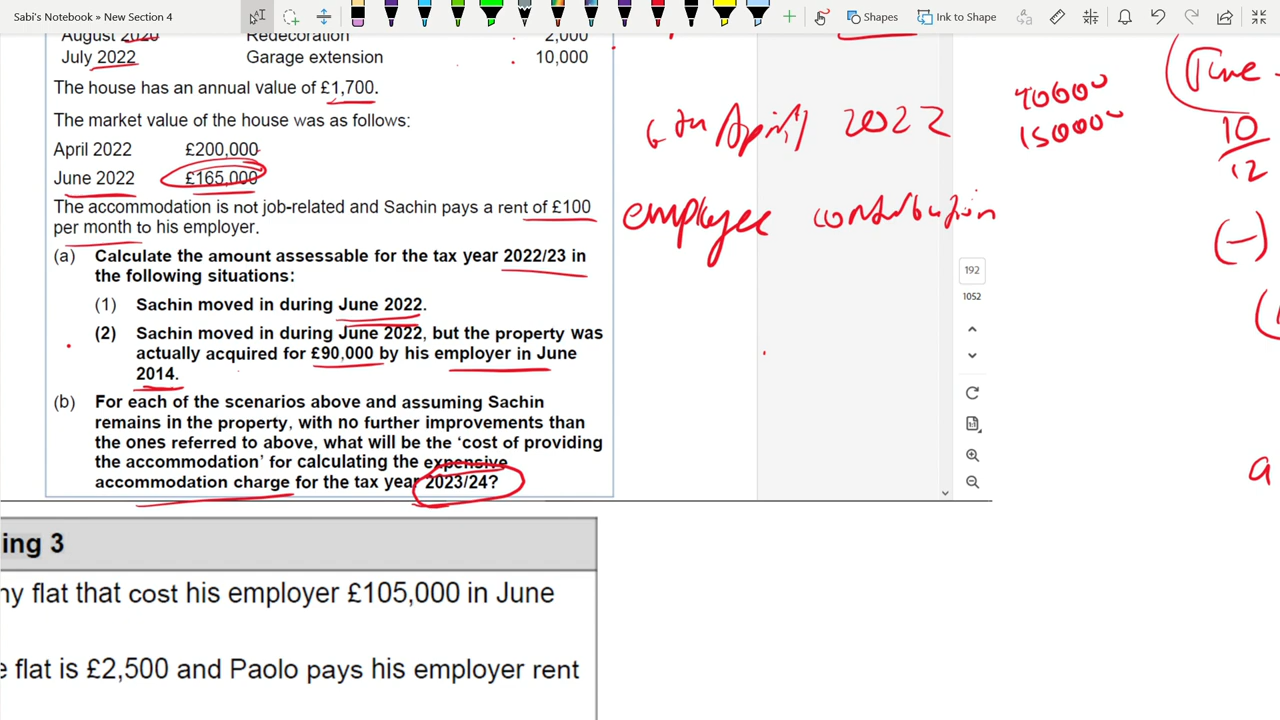 Sabi's Notebook » New Section 4
Shapes
Ink to Shape
August 2020 Redecoration 2,000
July 2022 Garage extension 10,000
The house has an annual value of £1,700.
The market value of the house was as follows:
April 2022 £200,000
June 2022 £165,000
The accommodation is not job-related and Sachin pays a rent of £100
per month to his employer.
(a) Calculate the amount assessable for the tax year 2022/23 in
the following situations:
(1) Sachin moved in during June 2022.
(2) Sachin moved in during June 2022, but the property was
actually acquired for £90,000 by his employer in June
2014.
(b) For each of the scenarios above and assuming Sachin
remains in the property, with no further improvements than
the ones referred to above, what will be the 'cost of providing
the accommodation' for calculating the expensive
accommodation charge for the tax year 2023/24?
April 2022
employee contribution
192
1052
June
10
12
(-)
a
ing 3
ny flat that cost his employer £105,000 in June
e flat is £2,500 and Paolo pays his employer rent